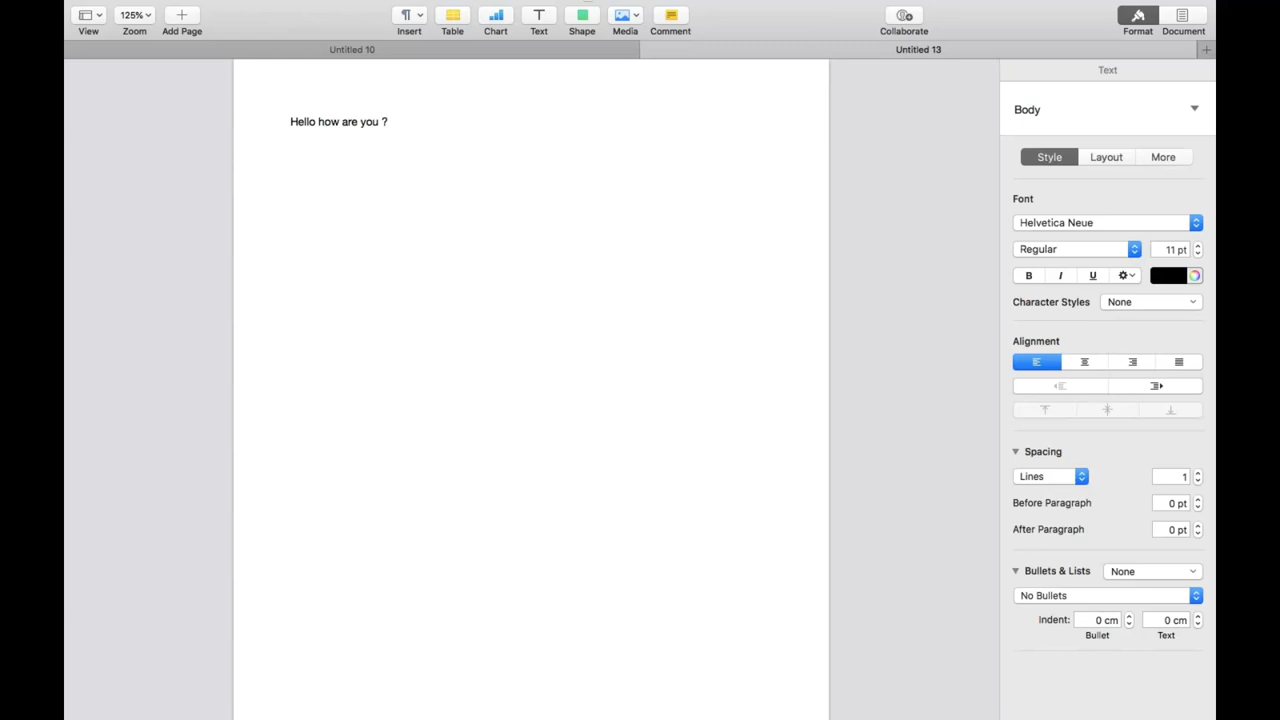 125%
View Zoom Add Page Insert Table Chart Text Shape Media Comment Collaborate Format Document
Untitled 10 Untitled 13
Text
Hello how are you ?
Body
Style Layout More
Font
Helvetica Neue
Regular 11 pt
B I U
Character Styles None
Alignment
Spacing
Lines 1
Before Paragraph 0 pt
After Paragraph 0 pt
Bullets & Lists None
No Bullets
Indent: 0 cm 0 cm
Bullet Text